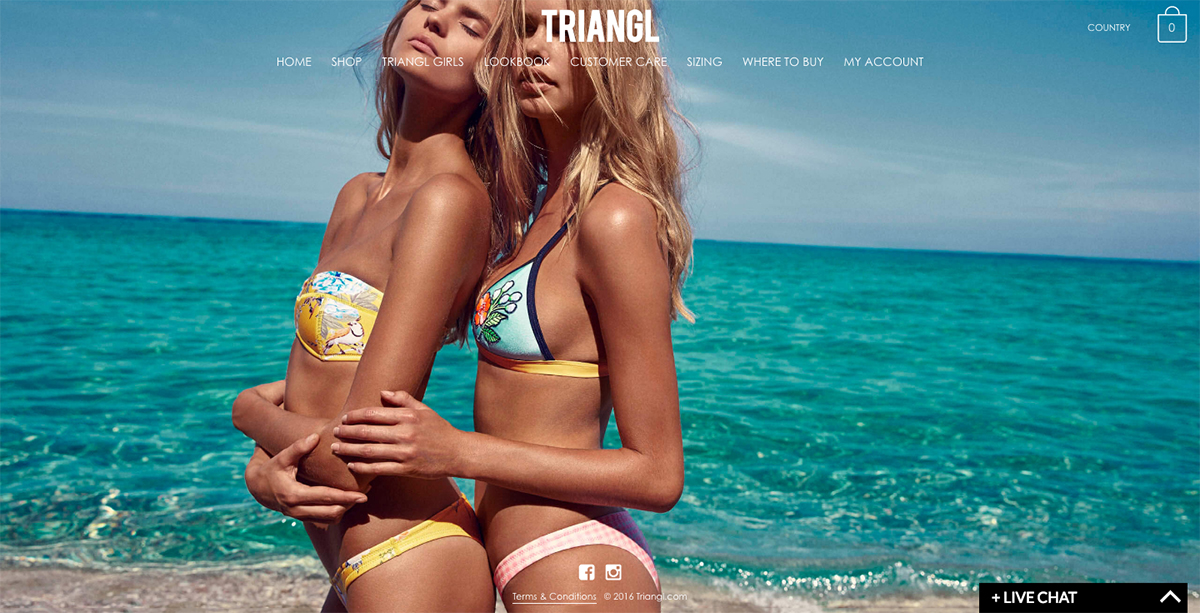 TRIANGL
COUNTRY
0
HOME SHOP TRIANGL GIRLS LOOKBOOK CUSTOMER CARE SIZING WHERE TO BUY MY ACCOUNT
Terms & Conditions © 2016 Triangl.com
+ LIVE CHAT